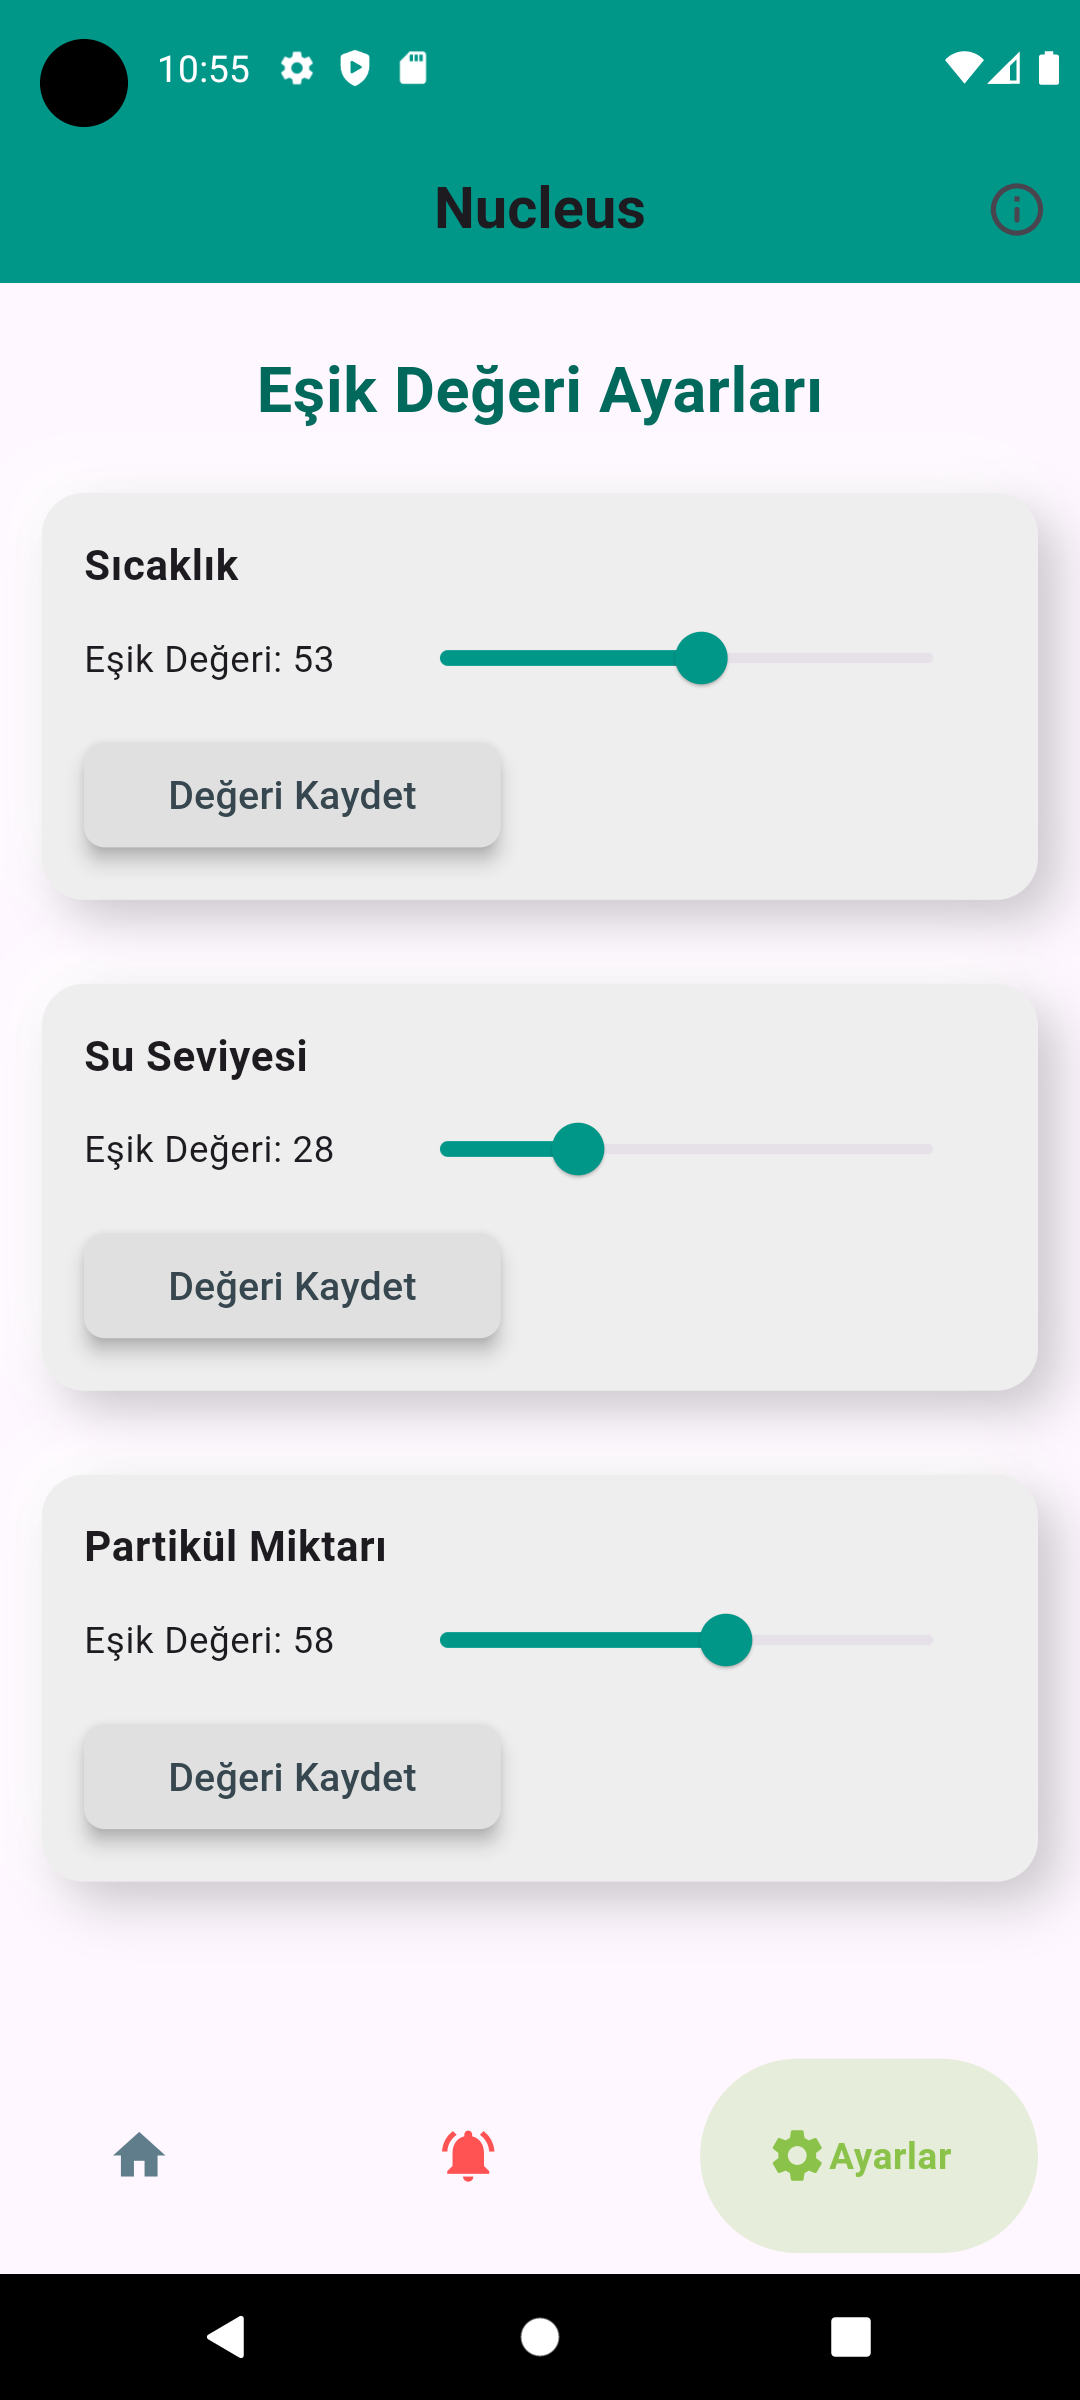 10:55
Nucleus
Eşik Değeri Ayarları
Sıcaklık
Eşik Değeri: 53
Değeri Kaydet
Su Seviyesi
Eşik Değeri: 28
Değeri Kaydet
Partikül Miktarı
Eşik Değeri: 58
Değeri Kaydet
Ayarlar